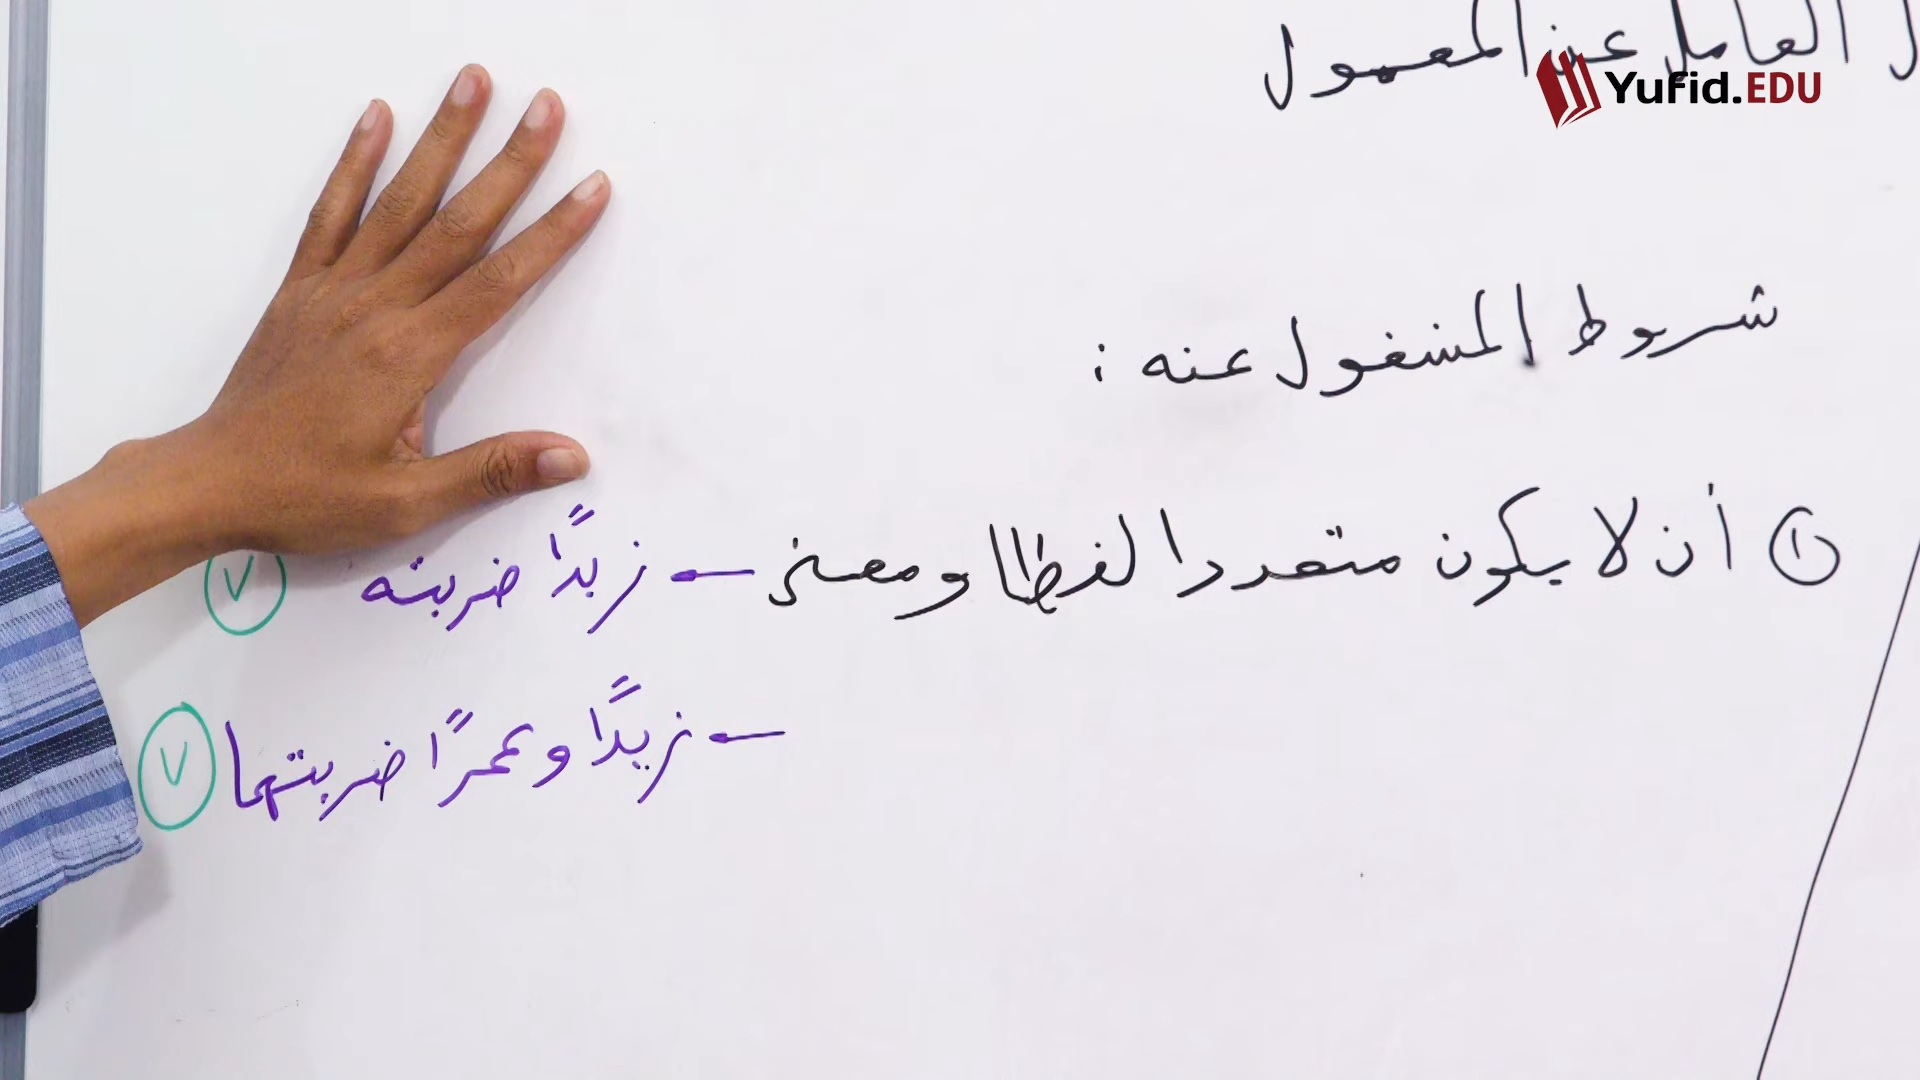 العامل عن المعمول
Yufid.EDU
شروط المشغول عنه :
① أن لا يكون متعددا لفظا ومعنى — زيدًا ضربته
— زيدًا وعمرًا ضربتهما